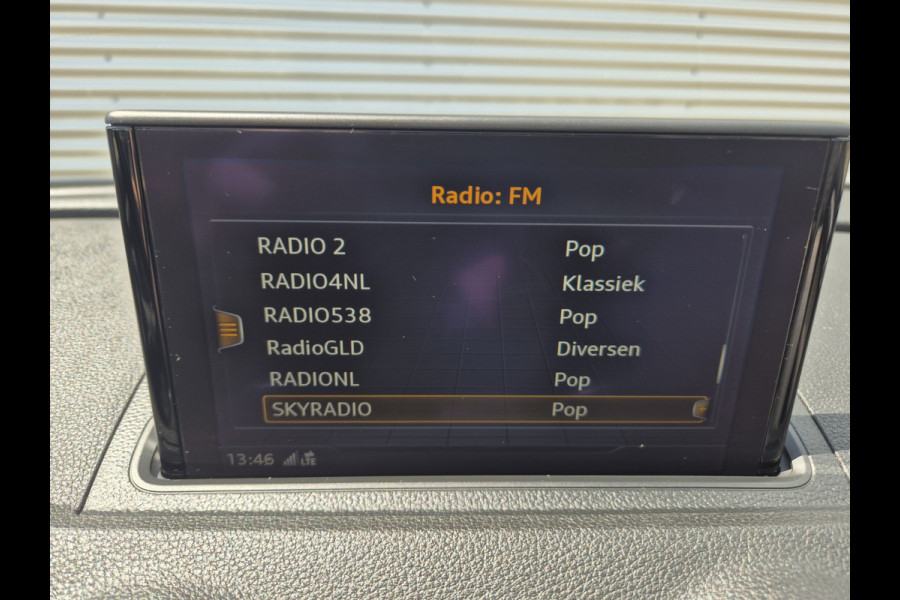 Radio: FM
RADIO 2 Pop
RADIO4NL Klassiek
RADIO538 Pop
RadioGLD Diversen
RADIONL Pop
SKYRADIO Pop
13:46 LTE